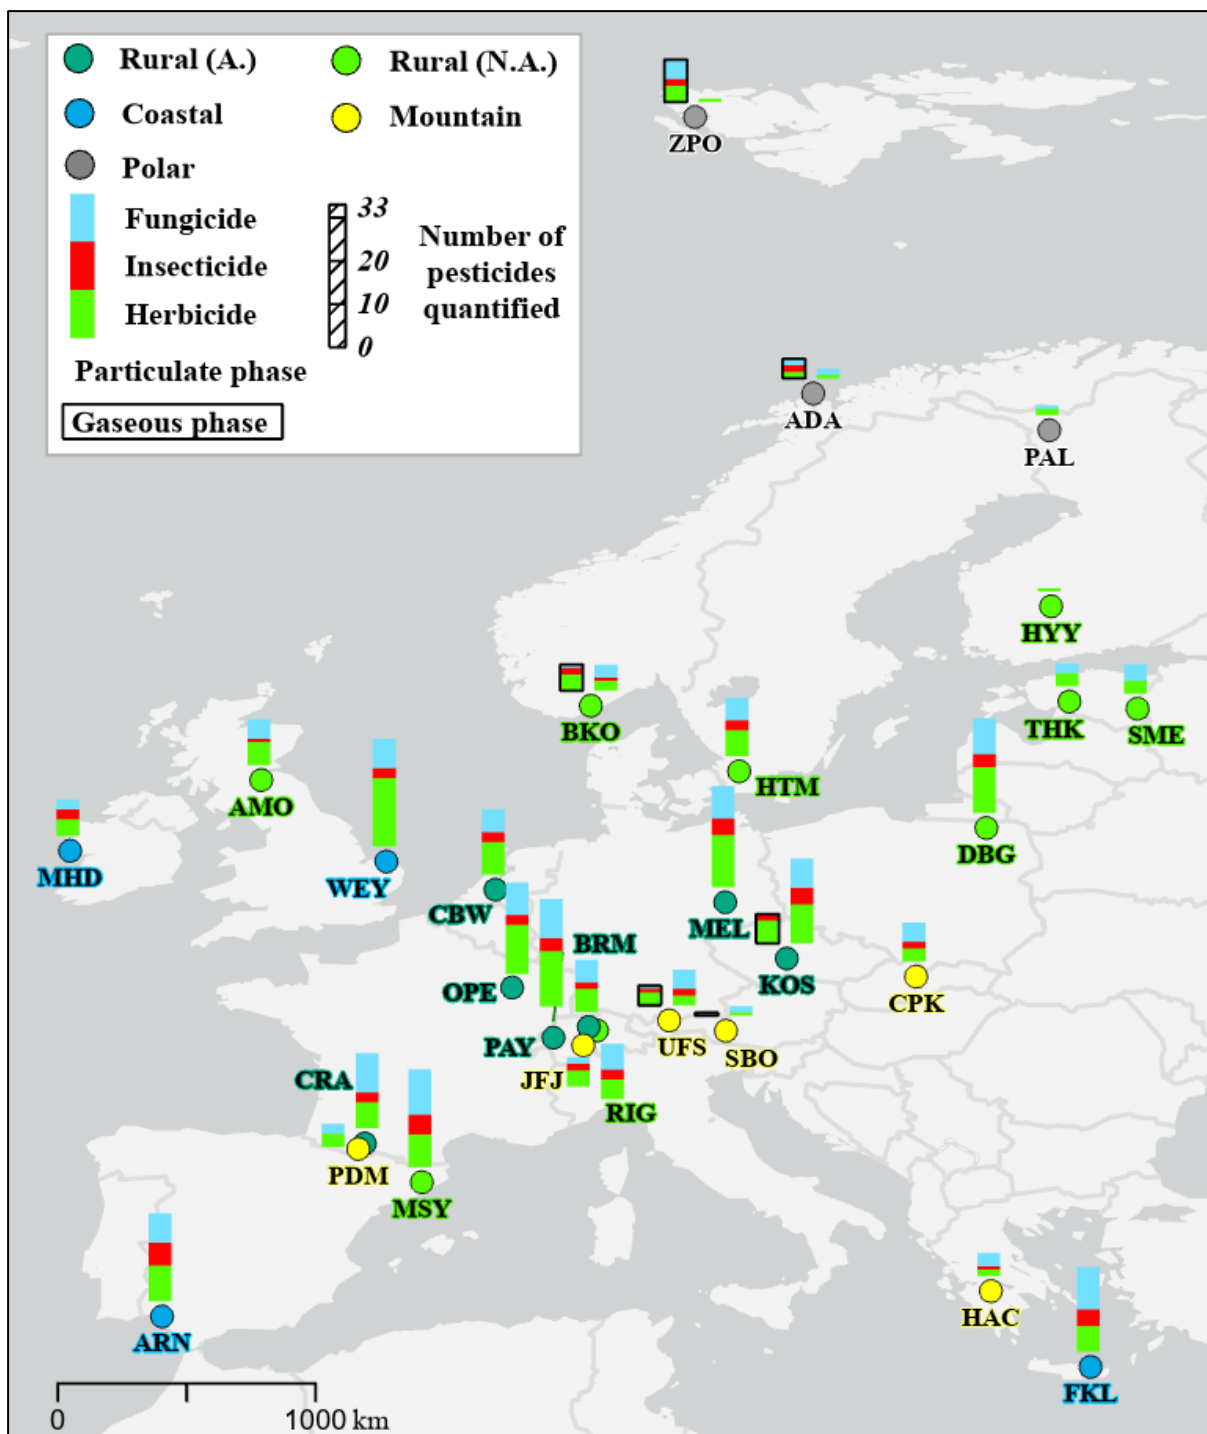 Rural (A.)
Rural (N.A.)
Coastal
Mountain
Polar
Fungicide
Insecticide
Herbicide
33
20
10
0
Number of
pesticides
quantified
Particulate phase
Gaseous phase
ZPO
ADA
PAL
HYY
THK
SME
BKO
HTM
AMO
DBG
MHD
WEY
CBW
MEL
BRM
KOS
OPE
CPK
PAY
UFS
SBO
JFJ
CRA
RIG
PDM
MSY
HAC
ARN
FKL
0
1000 km